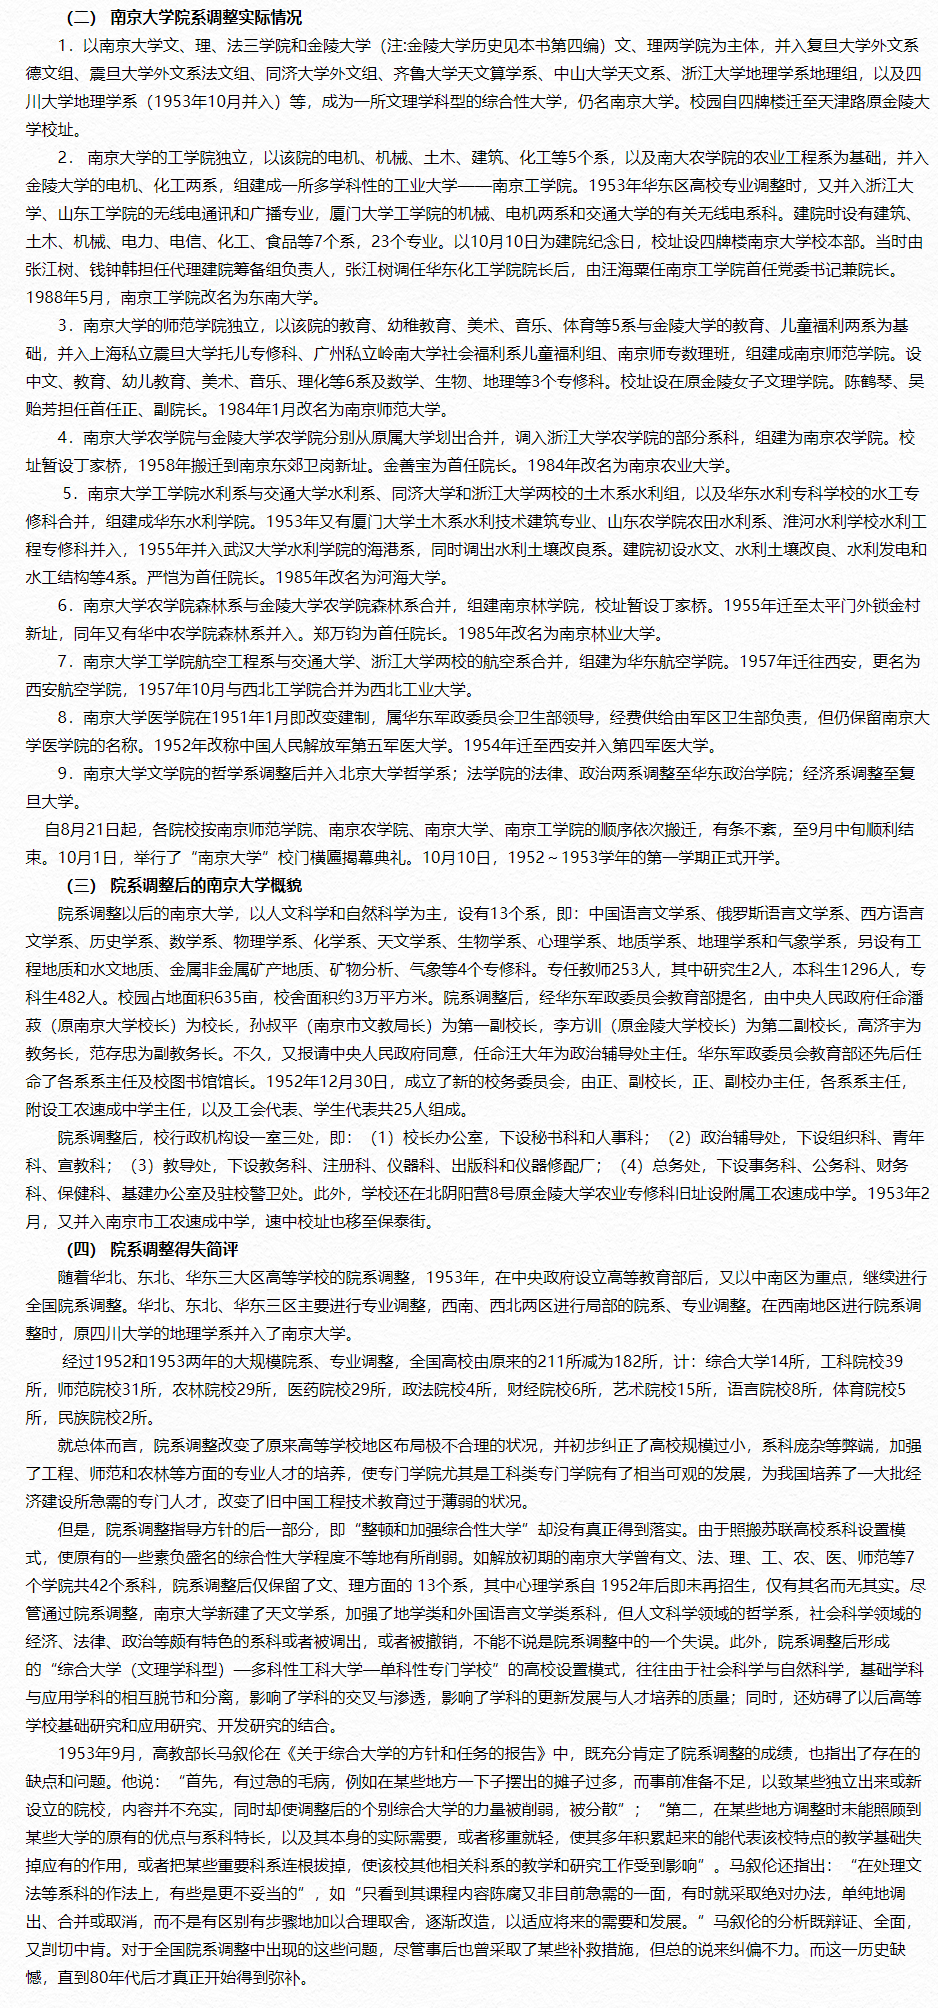 （二） 南京大学院系调整实际情况
1．以南京大学文、理、法三学院和金陵大学（注:金陵大学历史见本书第四编）文、理两学院为主体，并入复旦大学外文系
德文组、震旦大学外文系法文组、同济大学外文组、齐鲁大学天文算学系、中山大学天文系、浙江大学地理学系地理组，以及四
川大学地理学系（1953年10月并入）等，成为一所文理学科型的综合性大学，仍名南京大学。校园自四牌楼迁至天津路原金陵大
学校址。
2． 南京大学的工学院独立，以该院的电机、机械、土木、建筑、化工等5个系，以及南大农学院的农业工程系为基础，并入
金陵大学的电机、化工两系，组建成一所多学科性的工业大学——南京工学院。1953年华东区高校专业调整时，又并入浙江大
学、山东工学院的无线电通讯和广播专业，厦门大学工学院的机械、电机两系和交通大学的有关无线电系科。建院时设有建筑、
土木、机械、电力、电信、化工、食品等7个系，23个专业。以10月10日为建院纪念日，校址设四牌楼南京大学校本部。当时由
张江树、钱钟韩担任代理建院筹备组负责人，张江树调任华东化工学院院长后，由汪海粟任南京工学院首任党委书记兼院长。
1988年5月，南京工学院改名为东南大学。
3．南京大学的师范学院独立，以该院的教育、幼稚教育、美术、音乐、体育等5系与金陵大学的教育、儿童福利两系为基
础，并入上海私立震旦大学托儿专修科、广州私立岭南大学社会福利系儿童福利组、南京师专数理班，组建成南京师范学院。设
中文、教育、幼儿教育、美术、音乐、理化等6系及数学、生物、地理等3个专修科。校址设在原金陵女子文理学院。陈鹤琴、吴
贻芳担任首任正、副院长。1984年1月改名为南京师范大学。
4．南京大学农学院与金陵大学农学院分别从原属大学划出合并，调入浙江大学农学院的部分系科，组建为南京农学院。校
址暂设丁家桥，1958年搬迁到南京东郊卫岗新址。金善宝为首任院长。1984年改名为南京农业大学。
5．南京大学工学院水利系与交通大学水利系、同济大学和浙江大学两校的土木系水利组，以及华东水利专科学校的水工专
修科合并，组建成华东水利学院。1953年又有厦门大学土木系水利技术建筑专业、山东农学院农田水利系、淮河水利学校水利工
程专修科并入，1955年并入武汉大学水利学院的海港系，同时调出水利土壤改良系。建院初设水文、水利土壤改良、水利发电和
水工结构等4系。严恺为首任院长。1985年改名为河海大学。
6．南京大学农学院森林系与金陵大学农学院森林系合并，组建南京林学院，校址暂设丁家桥。1955年迁至太平门外锁金村
新址，同年又有华中农学院森林系并入。郑万钧为首任院长。1985年改名为南京林业大学。
7．南京大学工学院航空工程系与交通大学、浙江大学两校的航空系合并，组建为华东航空学院。1957年迁往西安，更名为
西安航空学院，1957年10月与西北工学院合并为西北工业大学。
8．南京大学医学院在1951年1月即改变建制，属华东军政委员会卫生部领导，经费供给由军区卫生部负责，但仍保留南京大
学医学院的名称。1952年改称中国人民解放军第五军医大学。1954年迁至西安并入第四军医大学。
9．南京大学文学院的哲学系调整后并入北京大学哲学系；法学院的法律、政治两系调整至华东政治学院；经济系调整至复
旦大学。
自8月21日起，各院校按南京师范学院、南京农学院、南京大学、南京工学院的顺序依次搬迁，有条不紊，至9月中旬顺利结
束。10月1日，举行了“南京大学”校门横匾揭幕典礼。10月10日，1952～1953学年的第一学期正式开学。
（三） 院系调整后的南京大学概貌
院系调整以后的南京大学，以人文科学和自然科学为主，设有13个系，即：中国语言文学系、俄罗斯语言文学系、西方语言
文学系、历史学系、数学系、物理学系、化学系、天文学系、生物学系、心理学系、地质学系、地理学系和气象学系，另设有工
程地质和水文地质、金属非金属矿产地质、矿物分析、气象等4个专修科。专任教师253人，其中研究生2人，本科生1296人，专
科生482人。校园占地面积635亩，校舍面积约3万平方米。院系调整后，经华东军政委员会教育部提名，由中央人民政府任命潘
菽（原南京大学校长）为校长，孙叔平（南京市文教局长）为第一副校长，李方训（原金陵大学校长）为第二副校长，高济宇为
教务长，范存忠为副教务长。不久，又报请中央人民政府同意，任命汪大年为政治辅导处主任。华东军政委员会教育部还先后任
命了各系系主任及校图书馆馆长。1952年12月30日，成立了新的校务委员会，由正、副校长，正、副校办主任，各系系主任，
附设工农速成中学主任，以及工会代表、学生代表共25人组成。
院系调整后，校行政机构设一室三处，即：（1）校长办公室，下设秘书科和人事科；（2）政治辅导处，下设组织科、青年
科、宣教科；（3）教导处，下设教务科、注册科、仪器科、出版科和仪器修配厂；（4）总务处，下设事务科、公务科、财务
科、保健科、基建办公室及驻校警卫处。此外，学校还在北阴阳营8号原金陵大学农业专修科旧址设附属工农速成中学。1953年2
月，又并入南京市工农速成中学，速中校址也移至保泰街。
（四） 院系调整得失简评
随着华北、东北、华东三大区高等学校的院系调整，1953年，在中央政府设立高等教育部后，又以中南区为重点，继续进行
全国院系调整。华北、东北、华东三区主要进行专业调整，西南、西北两区进行局部的院系、专业调整。在西南地区进行院系调
整时，原四川大学的地理学系并入了南京大学。
经过1952和1953两年的大规模院系、专业调整，全国高校由原来的211所减为182所，计：综合大学14所，工科院校39
所，师范院校31所，农林院校29所，医药院校29所，政法院校4所，财经院校6所，艺术院校15所，语言院校8所，体育院校5
所，民族院校2所。
就总体而言，院系调整改变了原来高等学校地区布局极不合理的状况，并初步纠正了高校规模过小，系科庞杂等弊端，加强
了工程、师范和农林等方面的专业人才的培养，使专门学院尤其是工科类专门学院有了相当可观的发展，为我国培养了一大批经
济建设所急需的专门人才，改变了旧中国工程技术教育过于薄弱的状况。
但是，院系调整指导方针的后一部分，即“整顿和加强综合性大学”却没有真正得到落实。由于照搬苏联高校系科设置模
式，使原有的一些素负盛名的综合性大学程度不等地有所削弱。如解放初期的南京大学曾有文、法、理、工、农、医、师范等7
个学院共42个系科，院系调整后仅保留了文、理方面的 13个系，其中心理学系自 1952年后即未再招生，仅有其名而无其实。尽
管通过院系调整，南京大学新建了天文学系，加强了地学类和外国语言文学类系科，但人文科学领域的哲学系，社会科学领域的
经济、法律、政治等颇有特色的系科或者被调出，或者被撤销，不能不说是院系调整中的一个失误。此外，院系调整后形成
的“综合大学（文理学科型）—多科性工科大学—单科性专门学校”的高校设置模式，往往由于社会科学与自然科学，基础学科
与应用学科的相互脱节和分离，影响了学科的交叉与渗透，影响了学科的更新发展与人才培养的质量；同时，还妨碍了以后高等
学校基础研究和应用研究、开发研究的结合。
1953年9月，高教部长马叙伦在《关于综合大学的方针和任务的报告》中，既充分肯定了院系调整的成绩，也指出了存在的
缺点和问题。他说：“首先，有过急的毛病，例如在某些地方一下子摆出的摊子过多，而事前准备不足，以致某些独立出来或新
设立的院校，内容并不充实，同时却使调整后的个别综合大学的力量被削弱，被分散”；“第二，在某些地方调整时未能照顾到
某些大学的原有的优点与系科特长，以及其本身的实际需要，或者移重就轻，使其多年积累起来的能代表该校特点的教学基础失
掉应有的作用，或者把某些重要科系连根拔掉，使该校其他相关科系的教学和研究工作受到影响”。马叙伦还指出：“在处理文
法等系科的作法上，有些是更不妥当的”，如“只看到其课程内容陈腐又非目前急需的一面，有时就采取绝对办法，单纯地调
出、合并或取消，而不是有区别有步骤地加以合理取舍，逐渐改造，以适应将来的需要和发展。“马叙伦的分析既辩证、全面，
又剀切中肯。对于全国院系调整中出现的这些问题，尽管事后也曾采取了某些补救措施，但总的说来纠偏不力。而这一历史缺
憾，直到80年代后才真正开始得到弥补。